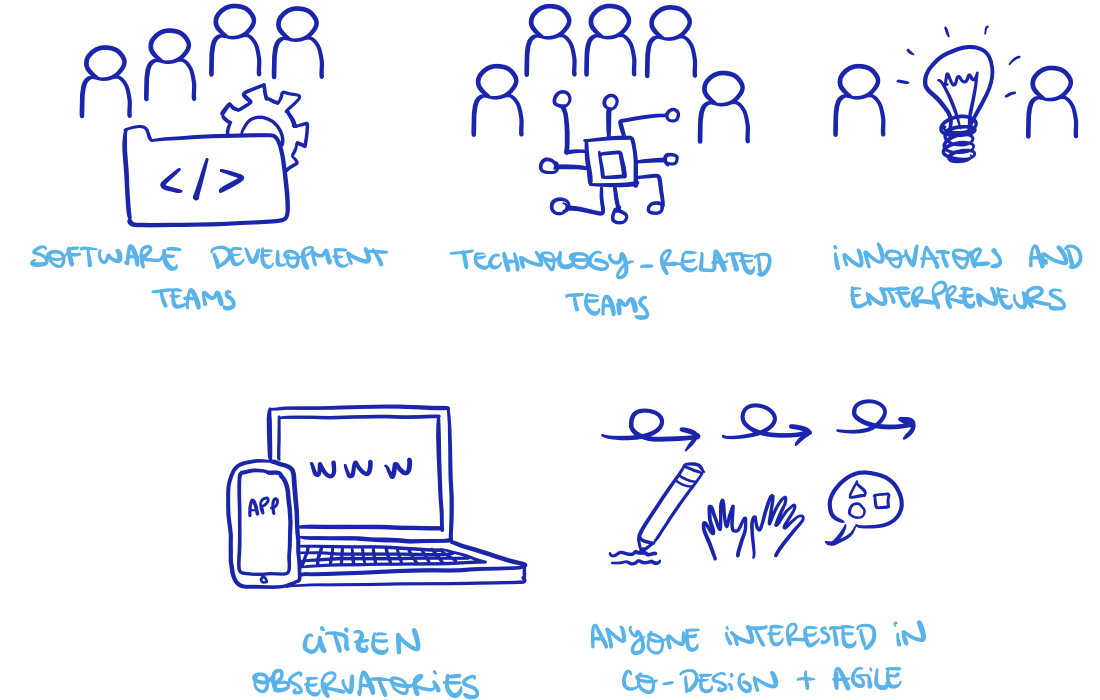 </>
SOFTWARE DEVELOPMENT
TEAMS
TECHNOLOGY-RELATED
TEAMS
iNNOVATORS AND
ENTERPRENEURS
WWW
APP
CiTiZEN
OBSERVATORiES
ANYONE iNTERESTED iN
CO-DESiGN + AGiLE